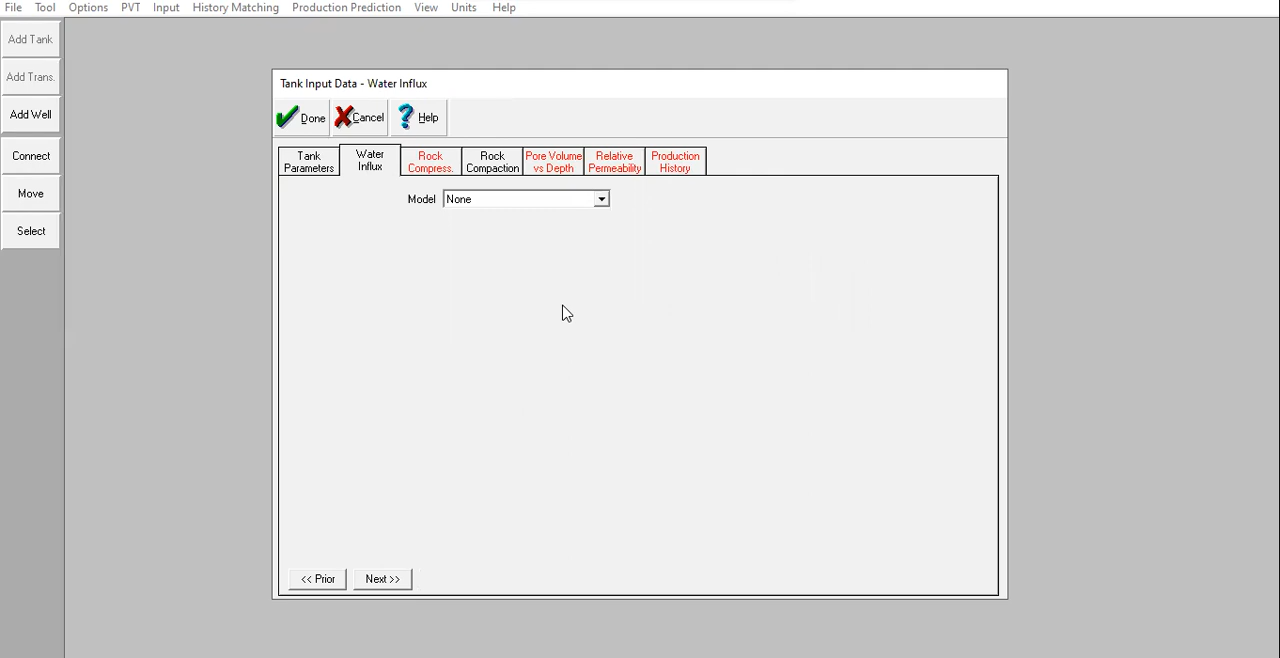 File Tool Options PVT Input History Matching Production Prediction View Units Help
Add Tank
Add Trans.
Add Well
Connect
Move
Select
Tank Input Data - Water Influx
Done Cancel Help
Tank Parameters
Water Influx
Rock Compress.
Rock Compaction
Pore Volume vs Depth
Relative Permeability
Production History
Model None
<< Prior Next >>